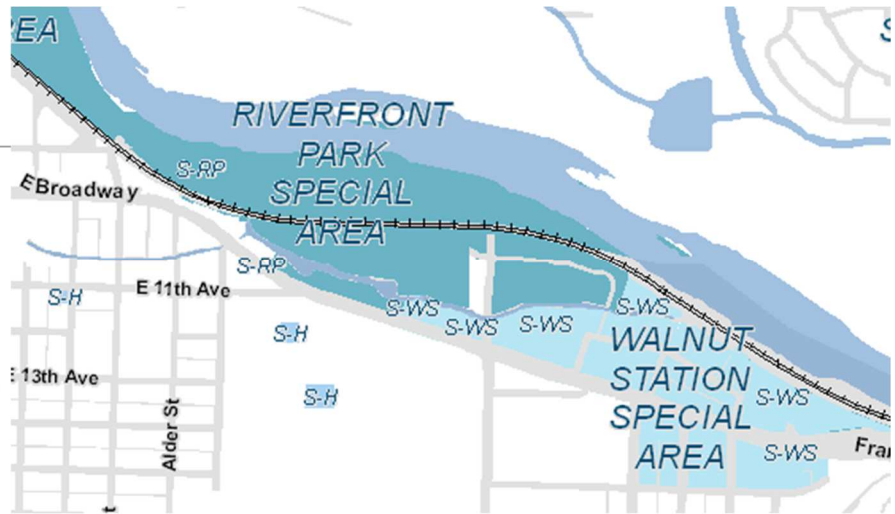 EA
S
RIVERFRONT
PARK
SPECIAL
AREA
S-RP
E Broadway
S-RP
E 11th Ave
S-H
S-WS
S-WS
S-WS
S-WS
S-H
WALNUT
STATION
SPECIAL
AREA
E 13th Ave
S-H
S-WS
Alder St
Fran
S-WS
t